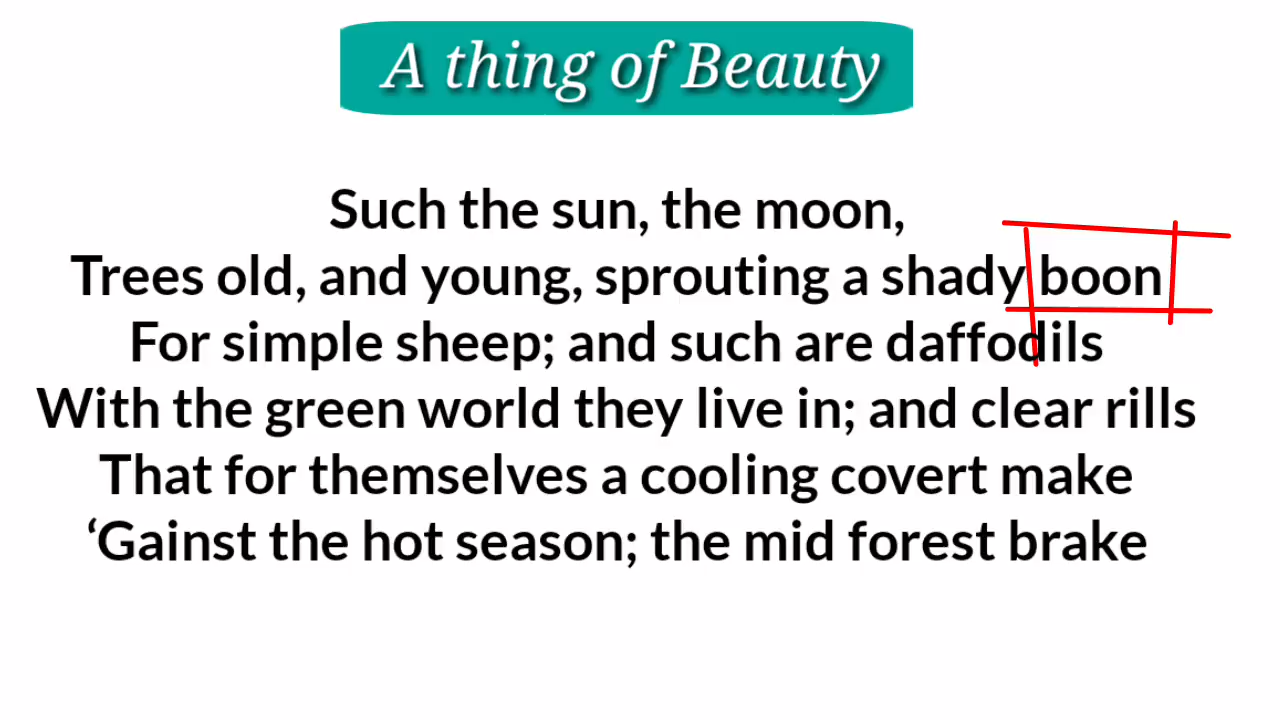 A thing of Beauty
Such the sun, the moon,
Trees old, and young, sprouting a shady boon
For simple sheep; and such are daffodils
With the green world they live in; and clear rills
That for themselves a cooling covert make
‘Gainst the hot season; the mid forest brake